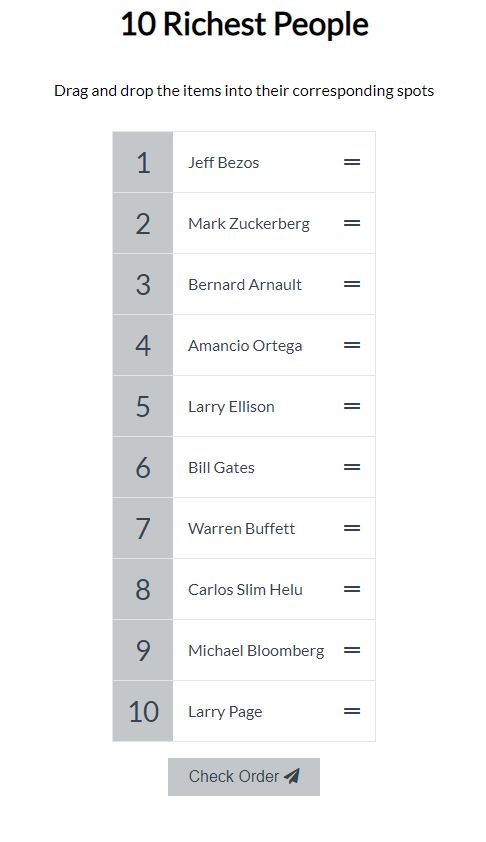 10 Richest People
Drag and drop the items into their corresponding spots
1 Jeff Bezos
2 Mark Zuckerberg
3 Bernard Arnault
4 Amancio Ortega
5 Larry Ellison
6 Bill Gates
7 Warren Buffett
8 Carlos Slim Helu
9 Michael Bloomberg
10 Larry Page
Check Order